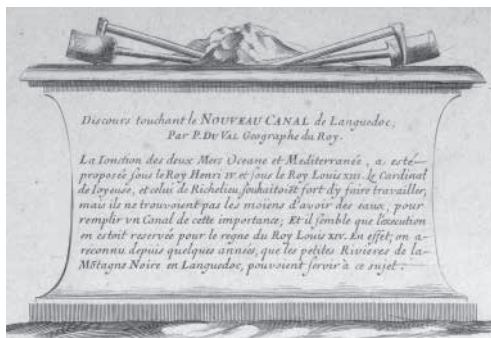 Discours touchant le NOUVEAU CANAL de Languedoc,
Par P. DU VAL Geographe du Roy.
La Ionction des deux Mers Oceane et Mediterranée, a esté
proposée sous le Roy Henri IV. et sous le Roy Louis XIII. Le Cardinal
de Ioyeuse, et celui de Richelieu, souhaitoiẽt fort dy faire travailler,
mais ils ne trouvoient pas les moiens d'avoir des eaux, pour
remplir vn Canal de cette importance; Et il semble que l'execution
en estoit reservée pour le regne du Roy Louis XIV. En effet; on a
reconnu depuis quelques années, que les petites Rivieres de la
Mõtagne Noire en Languedoc, pouvoient servir à ce sujet.